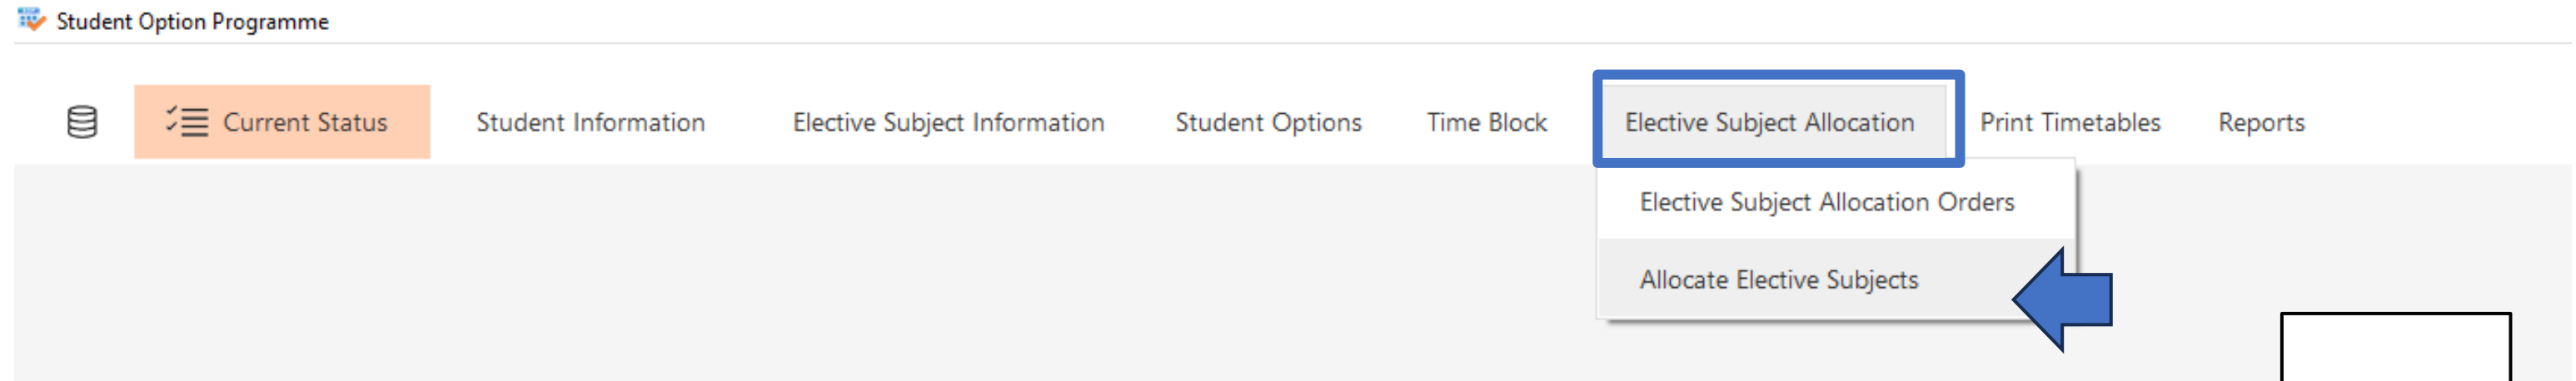 Student Option Programme
Current Status Student Information Elective Subject Information Student Options Time Block Elective Subject Allocation Print Timetables Reports
Elective Subject Allocation Orders
Allocate Elective Subjects